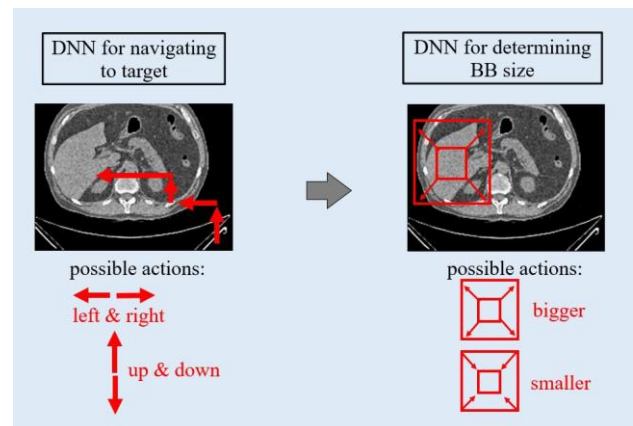 DNN for navigating
to target
DNN for determining
BB size
possible actions:
left & right
up & down
possible actions:
bigger
smaller